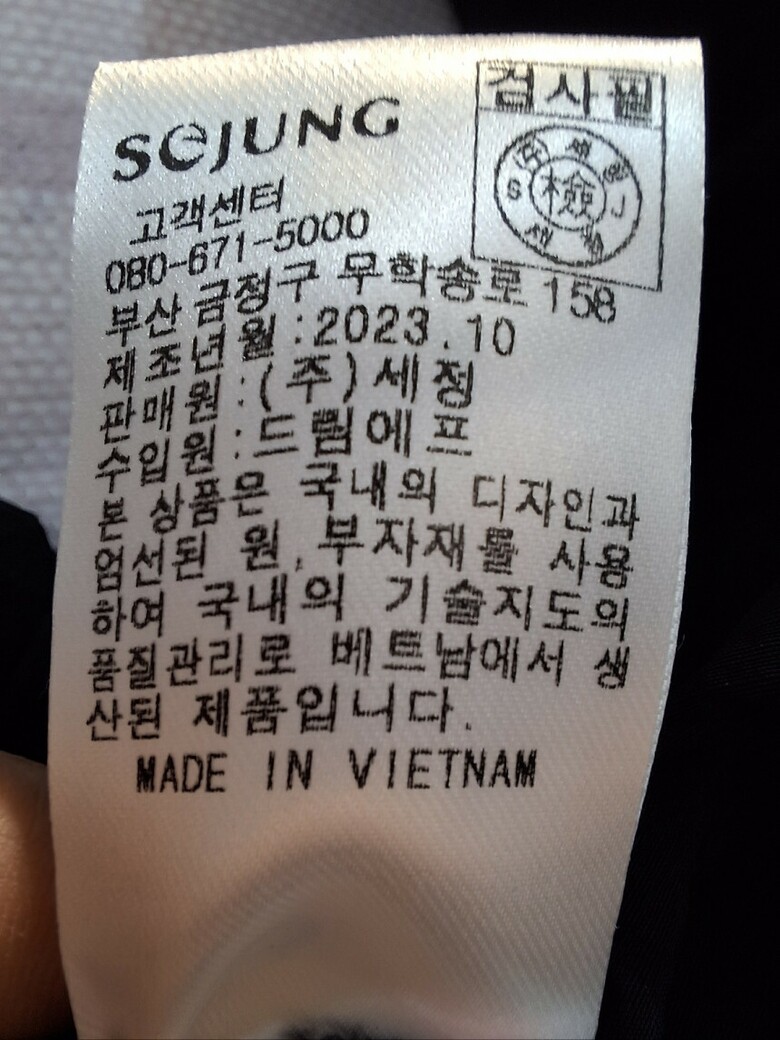 SEJUNG
검사필
(주)세정
S 檢 J
고객센터
080-671-5000
부산 금정구 무학송로 158
제조년월:2023.10
판매원:(주)세정
수입원:드림에프
본 상품은 국내의 디자인과
엄선된 원,부자재를 사용
하여 국내의 기술지도의
품질관리로 베트남에서 생
산된 제품입니다.
MADE IN VIETNAM